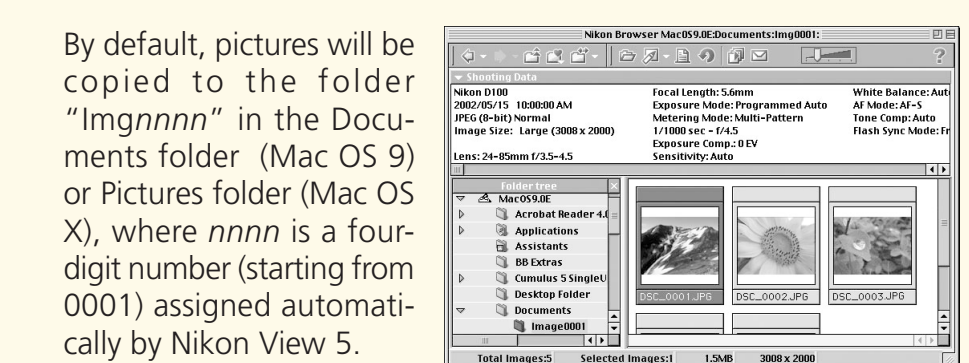 By default, pictures will be
copied to the folder
“Imgnnnn” in the Docu-
ments folder (Mac OS 9)
or Pictures folder (Mac OS
X), where nnnn is a four-
digit number (starting from
0001) assigned automati-
cally by Nikon View 5.
Nikon Browser MacOS9.0E:Documents:Img0001:
?
Shooting Data
Nikon D100
2002/05/15 10:00:00 AM
JPEG (8-bit) Normal
Image Size: Large (3008 x 2000)
Lens: 24-85mm f/3.5-4.5
Focal Length: 5.6mm
Exposure Mode: Programmed Auto
Metering Mode: Multi-Pattern
1/1000 sec - f/4.5
Exposure Comp.: 0 EV
Sensitivity: Auto
White Balance: Aut
AF Mode: AF-S
Tone Comp: Auto
Flash Sync Mode: Fr
Folder tree
MacOS9.0E
Acrobat Reader 4.0
Applications
Assistants
BB Extras
Cumulus 5 SingleU
Desktop Folder
Documents
Image0001
DSC_0001.JPG
DSC_0002.JPG
DSC_0003.JPG
Total Images:5 Selected Images:1 1.5MB 3008 x 2000